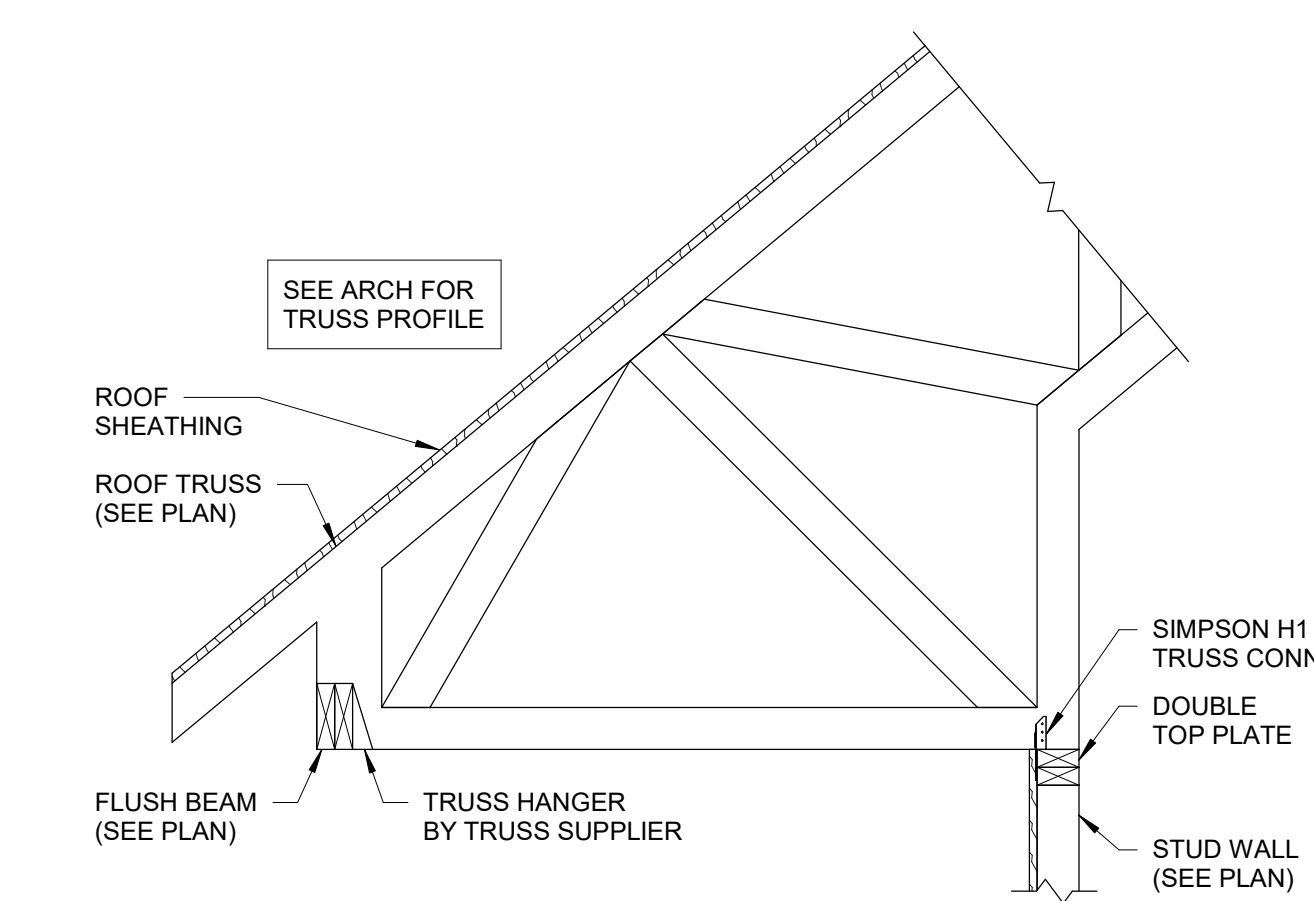 SEE ARCH FOR
TRUSS PROFILE
ROOF
SHEATHING
ROOF TRUSS
(SEE PLAN)
SIMPSON H1
TRUSS CONN
DOUBLE
TOP PLATE
FLUSH BEAM
(SEE PLAN)
TRUSS HANGER
BY TRUSS SUPPLIER
STUD WALL
(SEE PLAN)